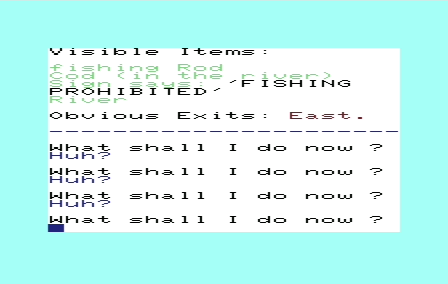 Visible Items:
fishing Rod
Cod (in the river)
Sign says: 'FISHING
PROHIBITED'
River
Obvious Exits: East.
----------------------
What shall I do now ?
Huh?
What shall I do now ?
Huh?
What shall I do now ?
Huh?
What shall I do now ?